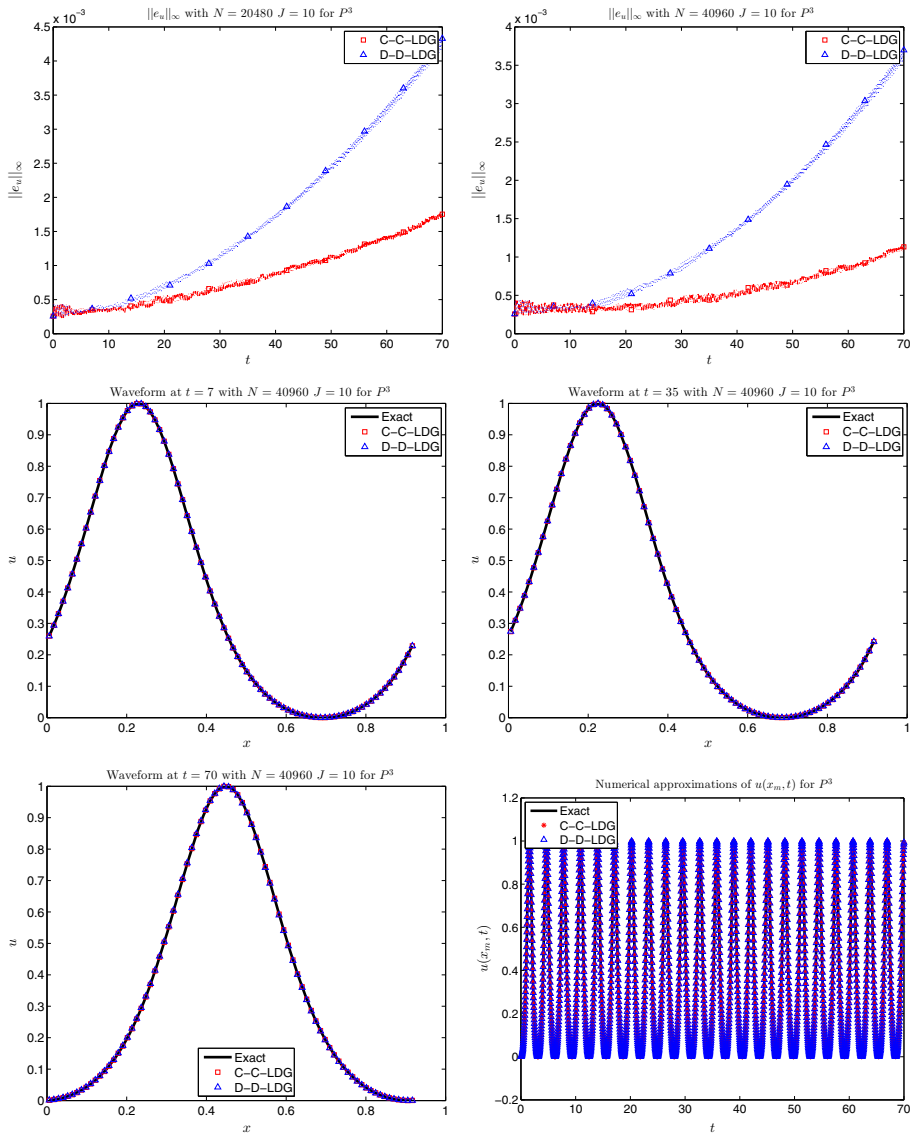 ||e_u||_∞ with N = 20480 J = 10 for P^3
× 10^−3
C−C−LDG
D−D−LDG
4.5
4
3.5
3
2.5
2
1.5
1
0.5
0
||e_u||_∞
0 10 20 30 40 50 60 70
t
||e_u||_∞ with N = 40960 J = 10 for P^3
× 10^−3
C−C−LDG
D−D−LDG
4
3.5
3
2.5
2
1.5
1
0.5
0
||e_u||_∞
0 10 20 30 40 50 60 70
t
Waveform at t = 7 with N = 40960 J = 10 for P^3
Exact
C−C−LDG
D−D−LDG
1
0.9
0.8
0.7
0.6
0.5
0.4
0.3
0.2
0.1
0
u
0 0.2 0.4 0.6 0.8 1
x
Waveform at t = 35 with N = 40960 J = 10 for P^3
Exact
C−C−LDG
D−D−LDG
1
0.9
0.8
0.7
0.6
0.5
0.4
0.3
0.2
0.1
0
u
0 0.2 0.4 0.6 0.8 1
x
Waveform at t = 70 with N = 40960 J = 10 for P^3
1
0.9
0.8
0.7
0.6
0.5
0.4
0.3
0.2
0.1
0
u
Exact
C−C−LDG
D−D−LDG
0 0.2 0.4 0.6 0.8 1
x
Numerical approximations of u(x_m, t) for P^3
Exact
C−C−LDG
D−D−LDG
1.2
1
0.8
0.6
0.4
0.2
0
−0.2
u(x_m, t)
0 10 20 30 40 50 60 70
t